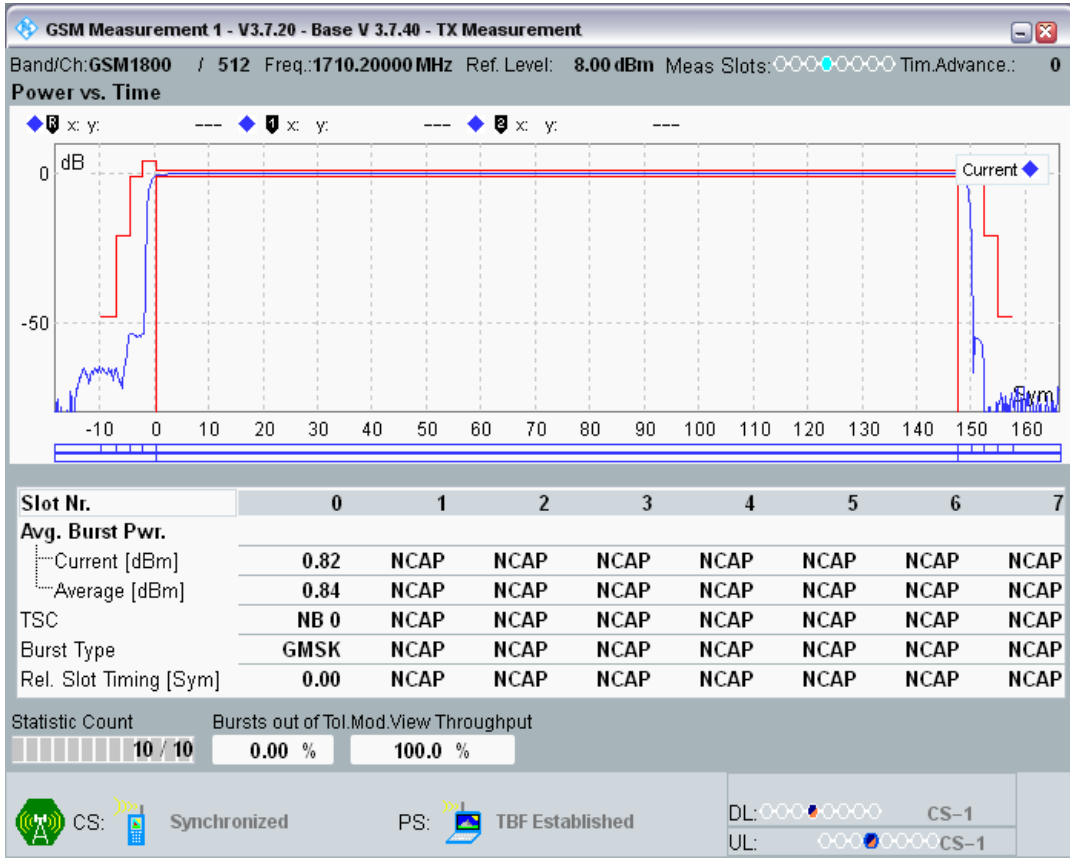 GSM Measurement 1 - V3.7.20 - Base V 3.7.40 - TX Measurement
Band/Ch:GSM1800 / 512 Freq.:1710.20000 MHz Ref. Level: 8.00 dBm Meas Slots: Tim.Advance.: 0
Power vs. Time
R x: y: --- 1 x: y: --- 2 x: y: ---
dB
0
Current
-50
Sym
-10 0 10 20 30 40 50 60 70 80 90 100 110 120 130 140 150 160
Slot Nr. 0 1 2 3 4 5 6 7
Avg. Burst Pwr.
Current [dBm] 0.82 NCAP NCAP NCAP NCAP NCAP NCAP NCAP
Average [dBm] 0.84 NCAP NCAP NCAP NCAP NCAP NCAP NCAP
TSC NB 0 NCAP NCAP NCAP NCAP NCAP NCAP NCAP
Burst Type GMSK NCAP NCAP NCAP NCAP NCAP NCAP NCAP
Rel. Slot Timing [Sym] 0.00 NCAP NCAP NCAP NCAP NCAP NCAP NCAP
Statistic Count Bursts out of Tol. Mod.View Throughput
10 / 10 0.00 % 100.0 %
CS: Synchronized PS: TBF Established
DL: CS-1
UL: CS-1